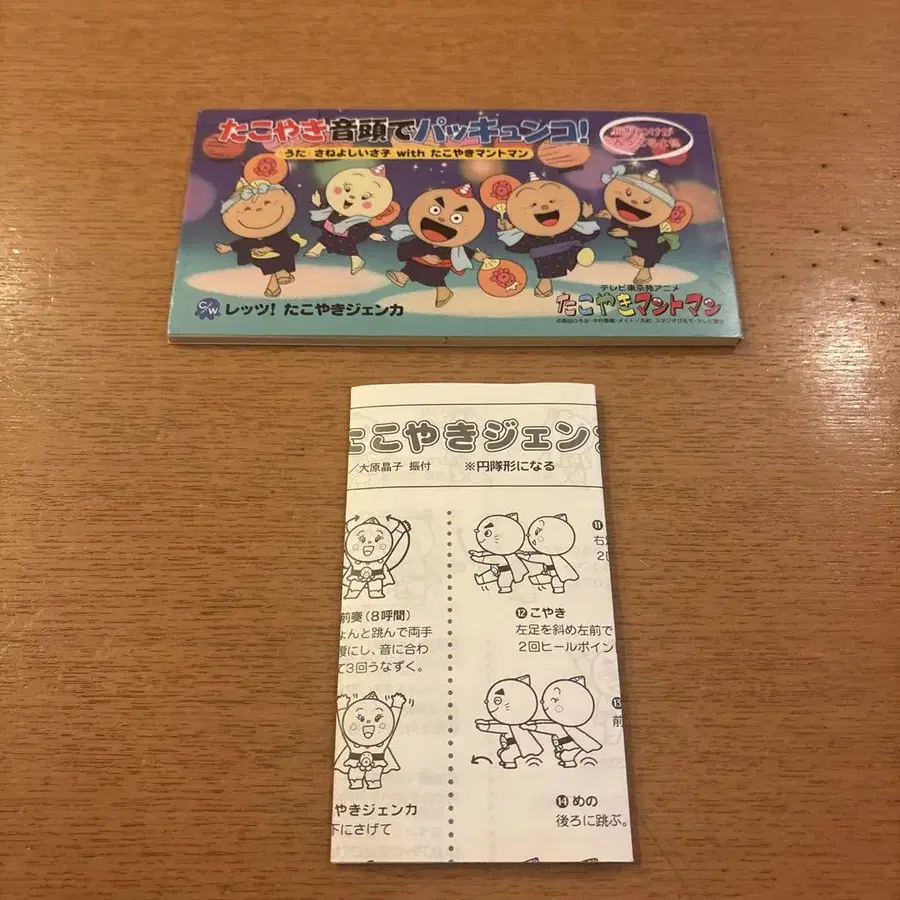 たこやき音頭でパッキュンコ!
うた さねよしいさ子 with たこやきマントマン
テレビ東京発アニメ
たこやきマントマン
C/W レッツ! たこやきジェンカ
たこやきジェン
/大原晶子 振付 ※円隊形になる
前奏(8呼間)
ょんと跳んで両手
腰にし、音に合わ
て3回うなずく。
やきジェンカ
下にさげて
⓫
右
2回
⓬ こやき
左足を斜め左前で
2回ヒールポイン
⓭
前
⓮ めの
後ろに跳ぶ。